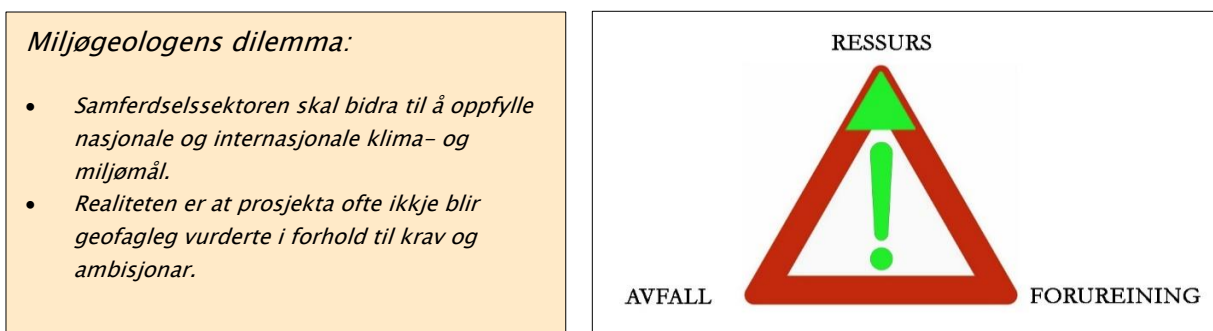 Miljøgeologens dilemma:
• Samferdselssektoren skal bidra til å oppfylle
nasjonale og internasjonale klima- og
miljømål.
• Realiteten er at prosjekta ofte ikkje blir
geofagleg vurderte i forhold til krav og
ambisjonar.
RESSURS
!
AVFALL
FORUREINING